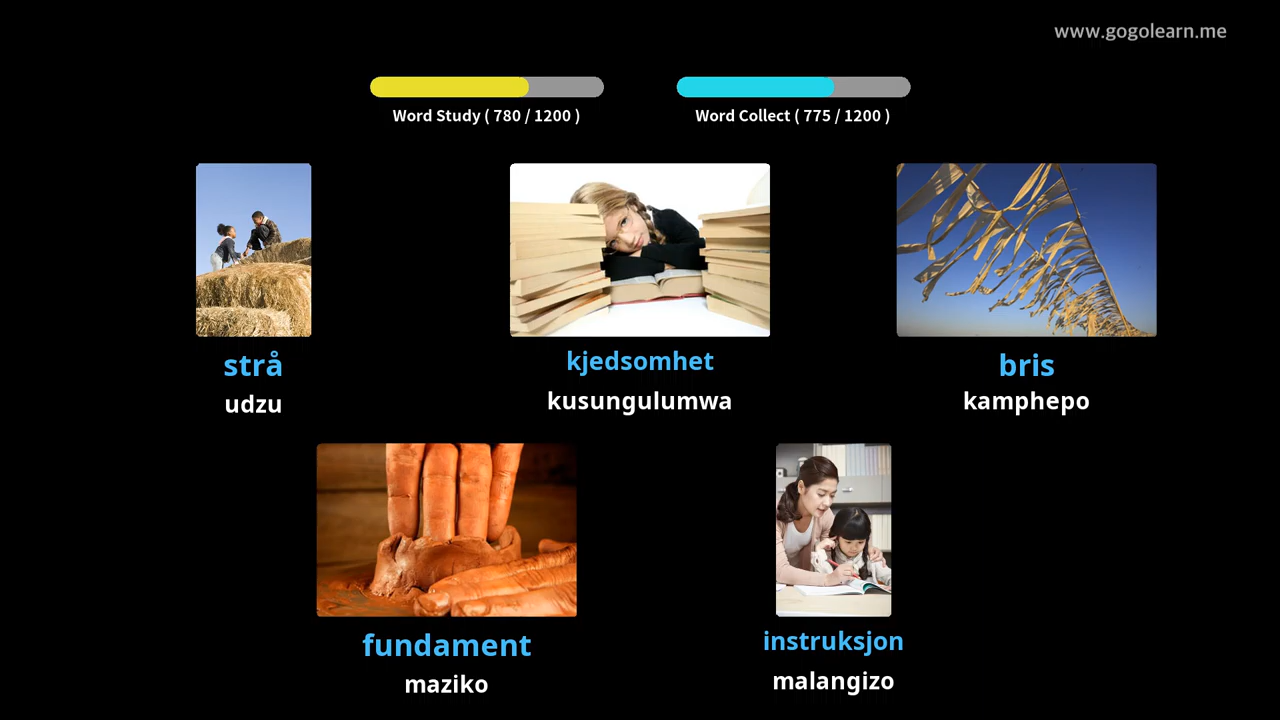 www.gogolearn.me
Word Study ( 780 / 1200 )
Word Collect ( 775 / 1200 )
strå
udzu
kjedsomhet
kusungulumwa
bris
kamphepo
fundament
maziko
instruksjon
malangizo